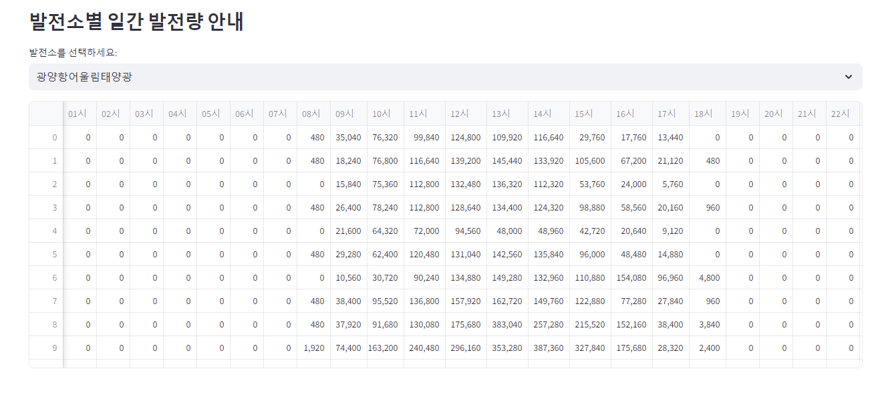 발전소별 일간 발전량 안내
발전소를 선택하세요:
광양항어울림태양광
01시 02시 03시 04시 05시 06시 07시 08시 09시 10시 11시 12시 13시 14시 15시 16시 17시 18시 19시 20시 21시 22시
0 0 0 0 0 0 0 0 480 35,040 76,320 99,840 124,800 109,920 116,640 29,760 17,760 13,440 0 0 0 0 0
1 0 0 0 0 0 0 0 480 18,240 76,800 116,640 139,200 145,440 133,920 105,600 67,200 21,120 480 0 0 0 0
2 0 0 0 0 0 0 0 0 15,840 75,360 112,800 132,480 136,320 112,320 53,760 24,000 5,760 0 0 0 0 0
3 0 0 0 0 0 0 0 480 26,400 78,240 112,800 128,640 134,400 124,320 98,880 58,560 20,160 960 0 0 0 0
4 0 0 0 0 0 0 0 0 21,600 64,320 72,000 94,560 48,000 48,960 42,720 20,640 9,120 0 0 0 0 0
5 0 0 0 0 0 0 0 480 29,280 62,400 120,480 131,040 142,560 135,840 96,000 48,480 14,880 0 0 0 0 0
6 0 0 0 0 0 0 0 0 10,560 30,720 90,240 134,880 149,280 132,960 110,880 154,080 96,960 4,800 0 0 0 0
7 0 0 0 0 0 0 0 480 38,400 95,520 136,800 157,920 162,720 149,760 122,880 77,280 27,840 960 0 0 0 0
8 0 0 0 0 0 0 0 480 37,920 91,680 130,080 175,680 383,040 257,280 215,520 152,160 38,400 3,840 0 0 0 0
9 0 0 0 0 0 0 0 1,920 74,400 163,200 240,480 296,160 353,280 387,360 327,840 175,680 28,320 2,400 0 0 0 0